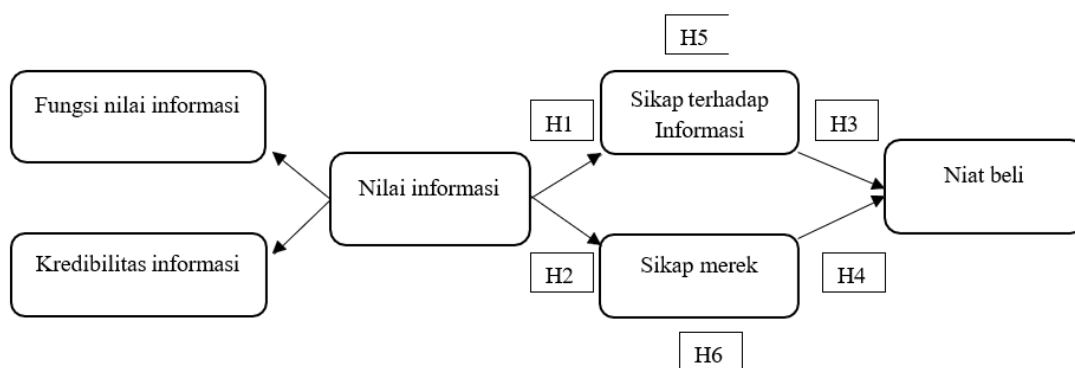 H5
Fungsi nilai informasi
Sikap terhadap
Informasi
H1
H3
Nilai informasi
Niat beli
Kredibilitas informasi
Sikap merek
H2
H4
H6